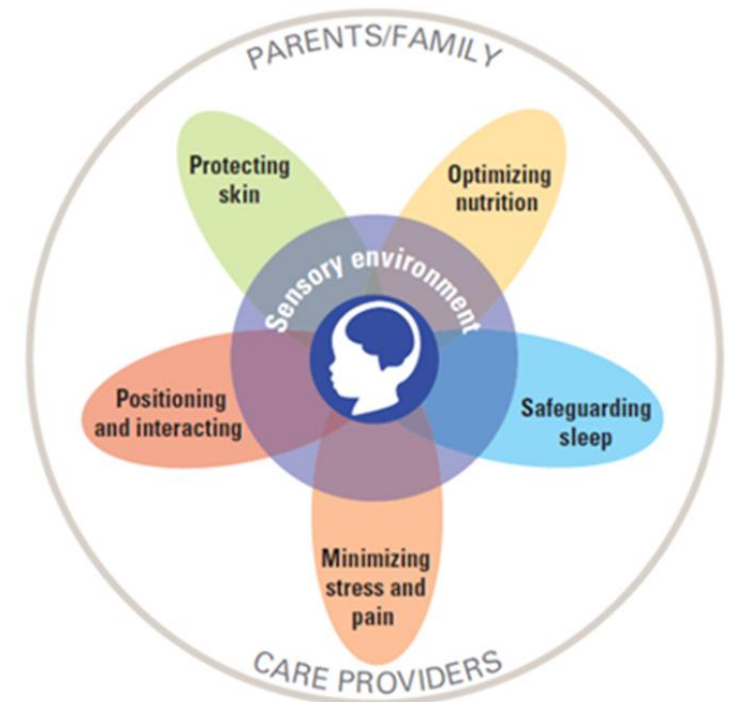 PARENTS/FAMILY
Protecting
skin
Optimizing
nutrition
Sensory environment
Positioning
and interacting
Safeguarding
sleep
Minimizing
stress and
pain
CARE PROVIDERS